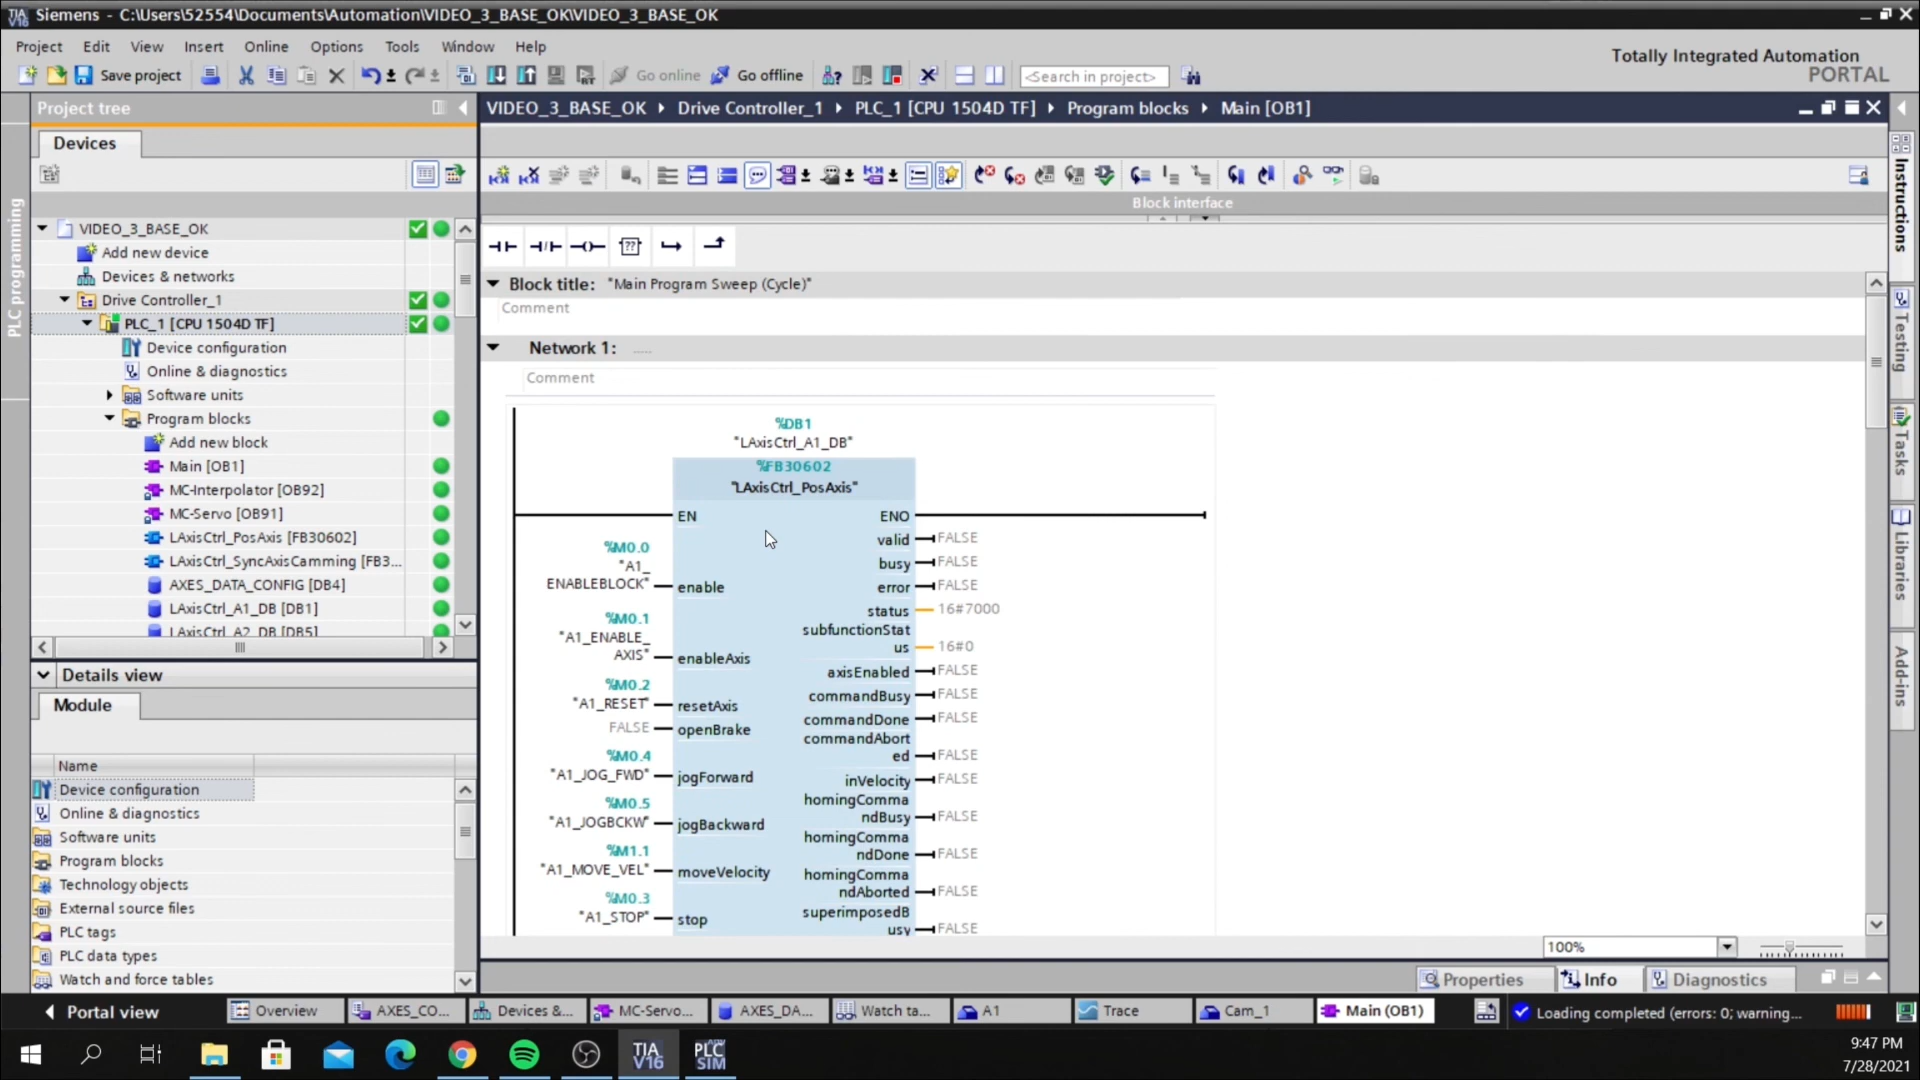 Siemens - C:\Users\52554\Documents\Automation\VIDEO_3_BASE_OK\VIDEO_3_BASE_OK
Project Edit View Insert Online Options Tools Window Help
Totally Integrated Automation
PORTAL
Save project
Go online
Go offline
<Search in project>
Project tree
VIDEO_3_BASE_OK ▸ Drive Controller_1 ▸ PLC_1 [CPU 1504D TF] ▸ Program blocks ▸ Main [OB1]
Devices
Block interface
PLC programming
VIDEO_3_BASE_OK
Add new device
Devices & networks
Drive Controller_1
PLC_1 [CPU 1504D TF]
Device configuration
Online & diagnostics
Software units
Program blocks
Add new block
Main [OB1]
MC-Interpolator [OB92]
MC-Servo [OB91]
LAxisCtrl_PosAxis [FB30602]
LAxisCtrl_SyncAxisCamming [FB3...
AXES_DATA_CONFIG [DB4]
LAxisCtrl_A1_DB [DB1]
LAxisCtrl_A2_DB [DB5]
Details view
Module
Name
Device configuration
Online & diagnostics
Software units
Program blocks
Technology objects
External source files
PLC tags
PLC data types
Watch and force tables
Block title: "Main Program Sweep (Cycle)"
Comment
Network 1: .....
Comment
%DB1
"LAxisCtrl_A1_DB"
%FB30602
"LAxisCtrl_PosAxis"
EN
ENO
valid
FALSE
%M0.0
"A1_
ENABLEBLOCK"
enable
busy
FALSE
error
FALSE
status
16#7000
%M0.1
"A1_ENABLE_
AXIS"
enableAxis
subfunctionStat
us
16#0
axisEnabled
FALSE
%M0.2
"A1_RESET"
resetAxis
commandBusy
FALSE
FALSE
openBrake
commandDone
FALSE
commandAbort
ed
FALSE
%M0.4
"A1_JOG_FWD"
jogForward
inVelocity
FALSE
%M0.5
"A1_JOGBCKW"
jogBackward
homingComma
ndBusy
FALSE
homingComma
ndDone
FALSE
%M1.1
"A1_MOVE_VEL"
moveVelocity
homingComma
ndAborted
FALSE
%M0.3
"A1_STOP"
stop
superimposedB
usy
FALSE
Instructions
Testing
Tasks
Libraries
Add-ins
100%
Properties
Info
Diagnostics
Portal view
Overview
AXES_CO...
Devices &...
MC-Servo...
AXES_DA...
Watch ta...
A1
Trace
Cam_1
Main (OB1)
Loading completed (errors: 0; warning...
TIA
V16
PLC
SIM
9:47 PM
7/28/2021